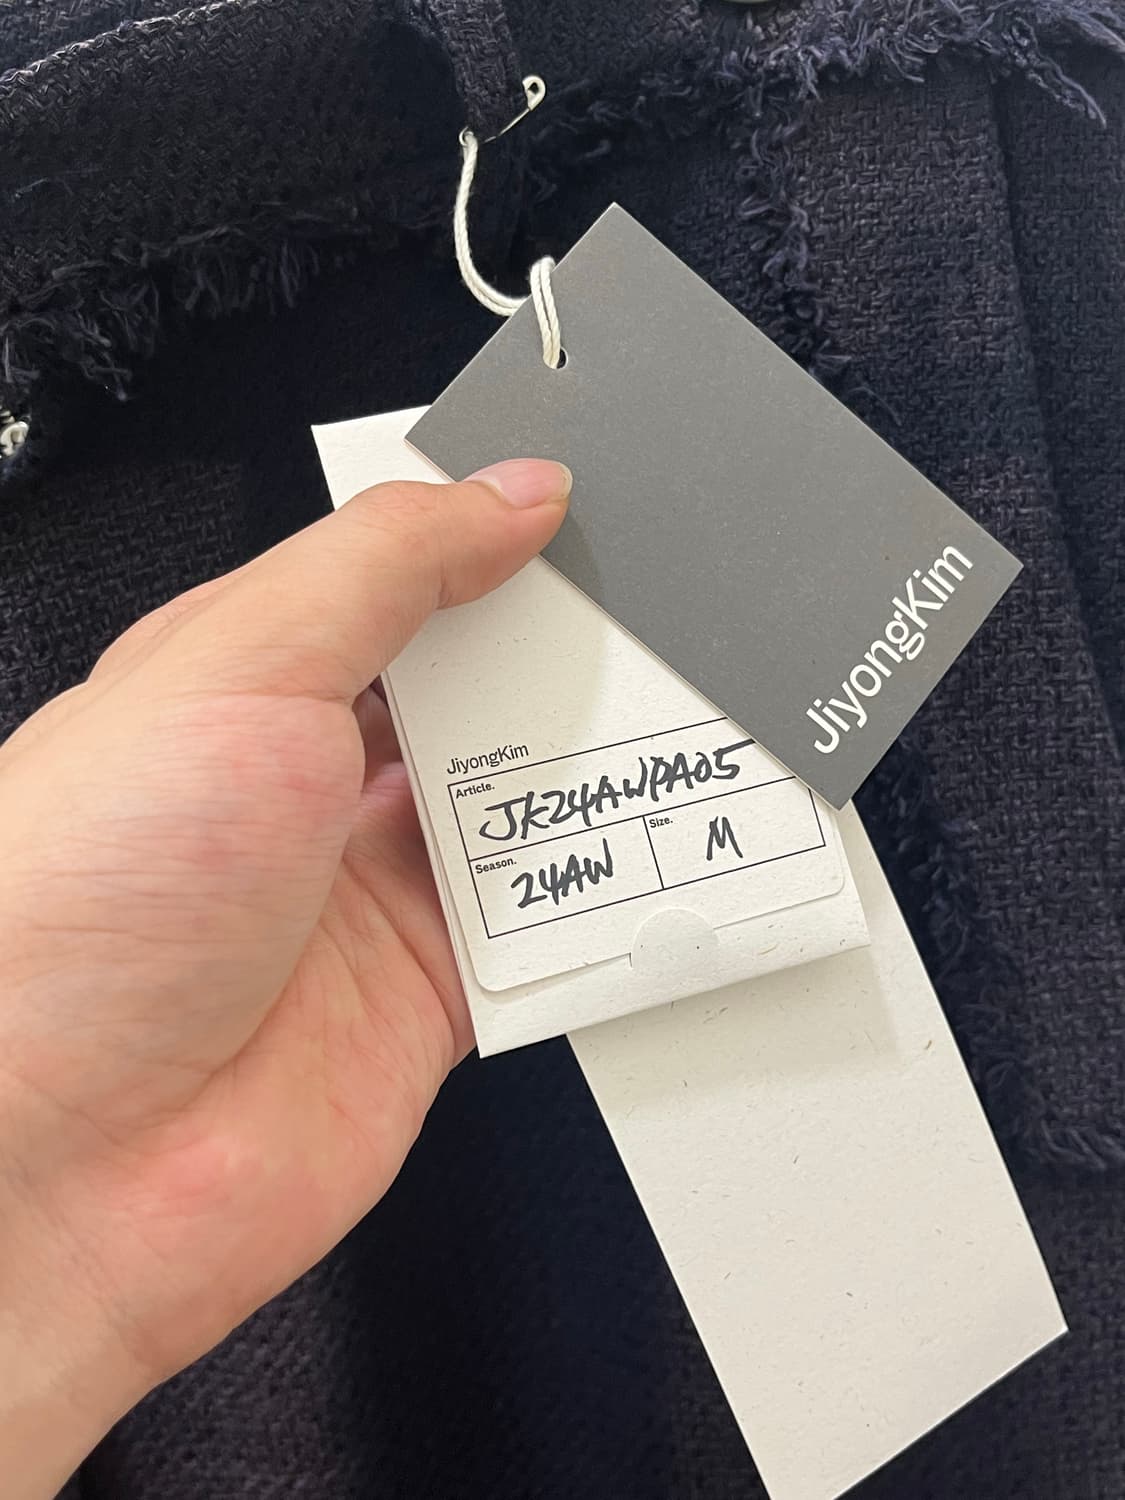 JiyongKim
JiyongKim
Article.
JK24AWPA05
Season.
24AW
Size.
M